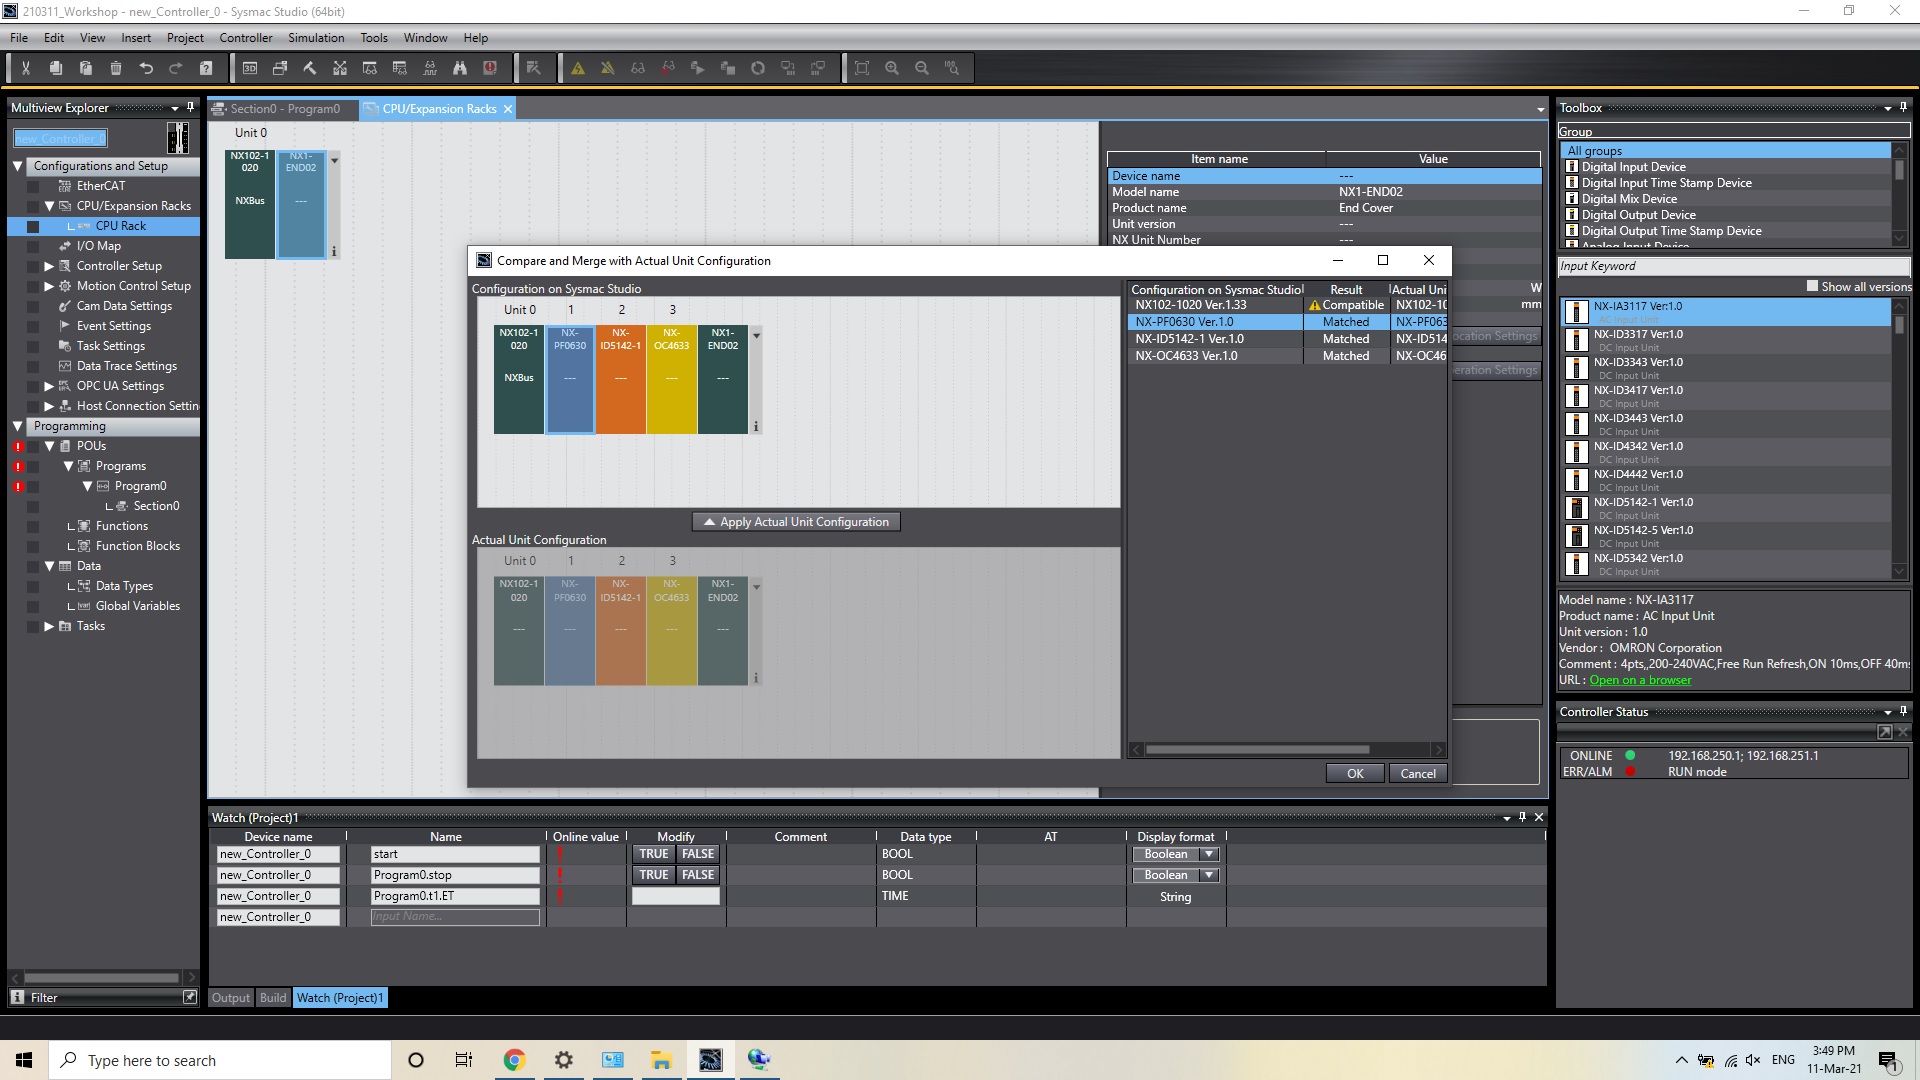 210311_Workshop - new_Controller_0 - Sysmac Studio (64bit)
File Edit View Insert Project Controller Simulation Tools Window Help
Multiview Explorer
new_Controller_0
Configurations and Setup
EtherCAT
CPU/Expansion Racks
CPU Rack
I/O Map
Controller Setup
Motion Control Setup
Cam Data Settings
Event Settings
Task Settings
Data Trace Settings
OPC UA Settings
Host Connection Settin
Programming
POUs
Programs
Program0
Section0
Functions
Function Blocks
Data
Data Types
Global Variables
Tasks
Filter
Section0 - Program0
CPU/Expansion Racks
Unit 0
NX102-1
020
NXBus
NX1-
END02
---
Item name Value
Device name ---
Model name NX1-END02
Product name End Cover
Unit version ---
NX Unit Number ---
W
mm
ocation Settings
eration Settings
Compare and Merge with Actual Unit Configuration
Configuration on Sysmac Studio
Unit 0 1 2 3
NX102-1 NX- NX- NX- NX1-
020 PF0630 ID5142-1 OC4633 END02
NXBus --- --- --- ---
Apply Actual Unit Configuration
Actual Unit Configuration
Unit 0 1 2 3
NX102-1 NX- NX- NX- NX1-
020 PF0630 ID5142-1 OC4633 END02
--- --- --- --- ---
Configuration on Sysmac Studio Result Actual Uni
NX102-1020 Ver.1.33 Compatible NX102-10
NX-PF0630 Ver.1.0 Matched NX-PF063
NX-ID5142-1 Ver.1.0 Matched NX-ID514
NX-OC4633 Ver.1.0 Matched NX-OC46
OK Cancel
Toolbox
Group
All groups
Digital Input Device
Digital Input Time Stamp Device
Digital Mix Device
Digital Output Device
Digital Output Time Stamp Device
Analog Input Device
Input Keyword
Show all versions
NX-IA3117 Ver:1.0
AC Input Unit
NX-ID3317 Ver:1.0
DC Input Unit
NX-ID3343 Ver:1.0
DC Input Unit
NX-ID3417 Ver:1.0
DC Input Unit
NX-ID3443 Ver:1.0
DC Input Unit
NX-ID4342 Ver:1.0
DC Input Unit
NX-ID4442 Ver:1.0
DC Input Unit
NX-ID5142-1 Ver:1.0
DC Input Unit
NX-ID5142-5 Ver:1.0
DC Input Unit
NX-ID5342 Ver:1.0
DC Input Unit
Model name : NX-IA3117
Product name : AC Input Unit
Unit version : 1.0
Vendor : OMRON Corporation
Comment : 4pts,,200-240VAC,Free Run Refresh,ON 10ms,OFF 40ms
URL : Open on a browser
Controller Status
ONLINE 192.168.250.1; 192.168.251.1
ERR/ALM RUN mode
Watch (Project)1
Device name Name Online value Modify Comment Data type AT Display format
new_Controller_0 start TRUE FALSE BOOL Boolean
new_Controller_0 Program0.stop TRUE FALSE BOOL Boolean
new_Controller_0 Program0.t1.ET TIME String
new_Controller_0 Input Name...
Output Build Watch (Project)1
Type here to search
ENG
3:49 PM
11-Mar-21
1